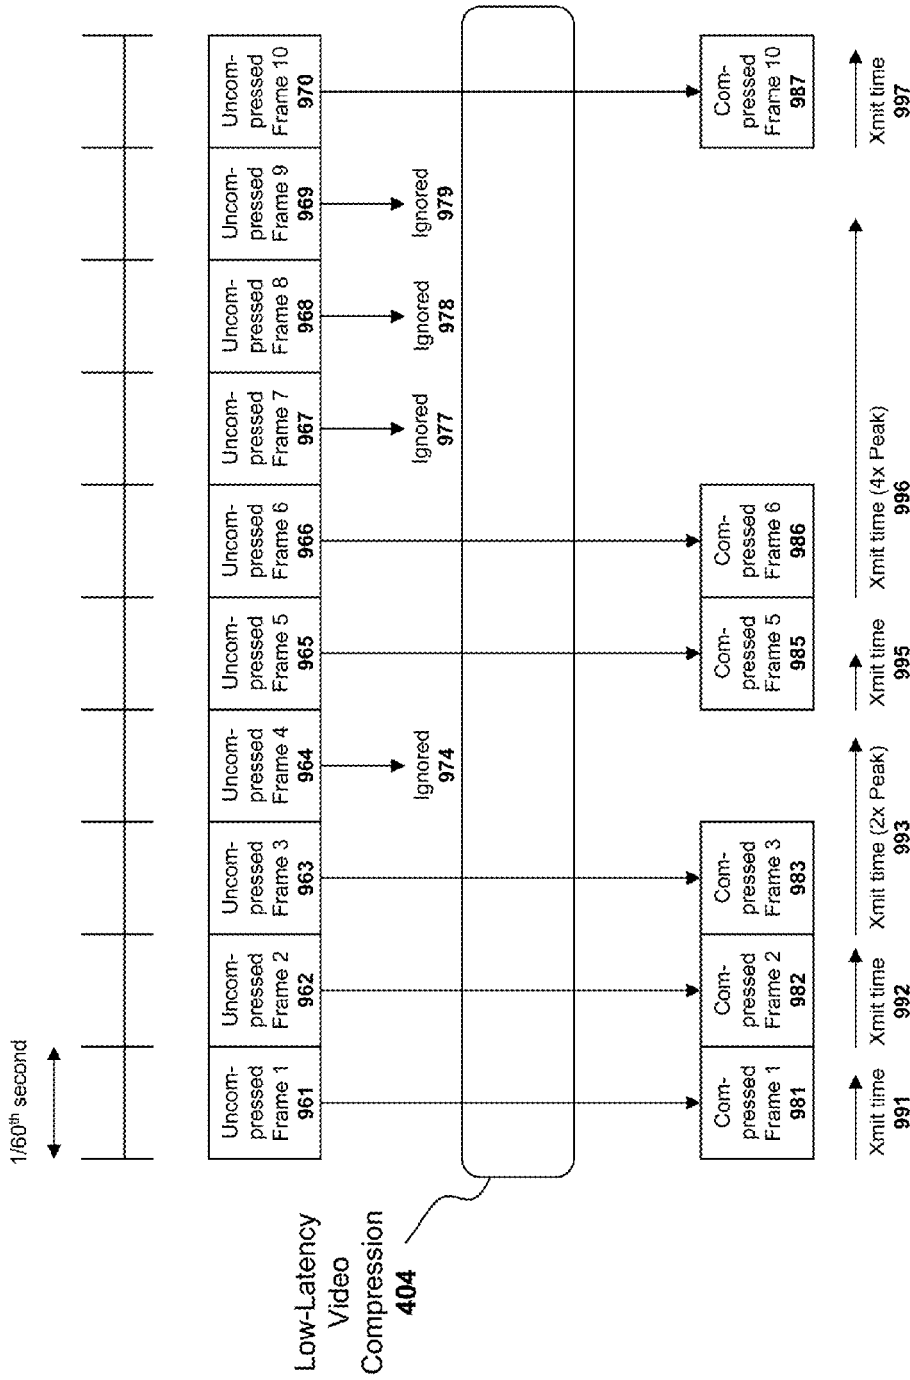 1/60th second
Uncom-
pressed
Frame 1
961
Uncom-
pressed
Frame 2
962
Uncom-
pressed
Frame 3
963
Uncom-
pressed
Frame 4
964
Uncom-
pressed
Frame 5
965
Uncom-
pressed
Frame 6
966
Uncom-
pressed
Frame 7
967
Uncom-
pressed
Frame 8
968
Uncom-
pressed
Frame 9
969
Uncom-
pressed
Frame 10
970
Low-Latency
Video
Compression
404
Ignored
974
Ignored
977
Ignored
978
Ignored
979
Com-
pressed
Frame 1
981
Com-
pressed
Frame 2
982
Com-
pressed
Frame 3
983
Com-
pressed
Frame 5
985
Com-
pressed
Frame 6
986
Com-
pressed
Frame 10
987
Xmit time
991
Xmit time
992
Xmit time (2x Peak)
993
Xmit time
995
Xmit time (4x Peak)
996
Xmit time
997